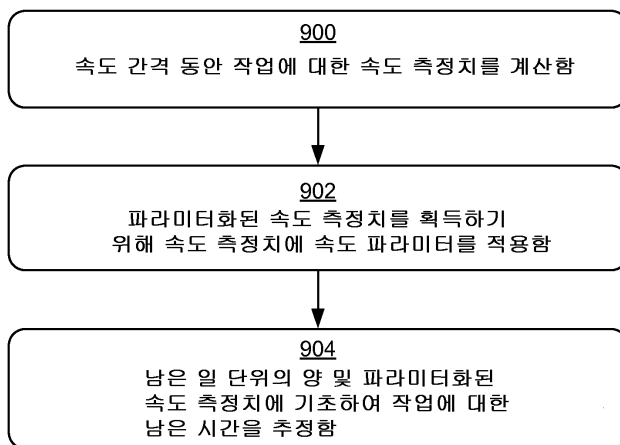 900
속도 간격 동안 작업에 대한 속도 측정치를 계산함
902
파라미터화된 속도 측정치를 획득하기
위해 속도 측정치에 속도 파라미터를 적용함
904
남은 일 단위의 양 및 파라미터화된
속도 측정치에 기초하여 작업에 대한
남은 시간을 추정함